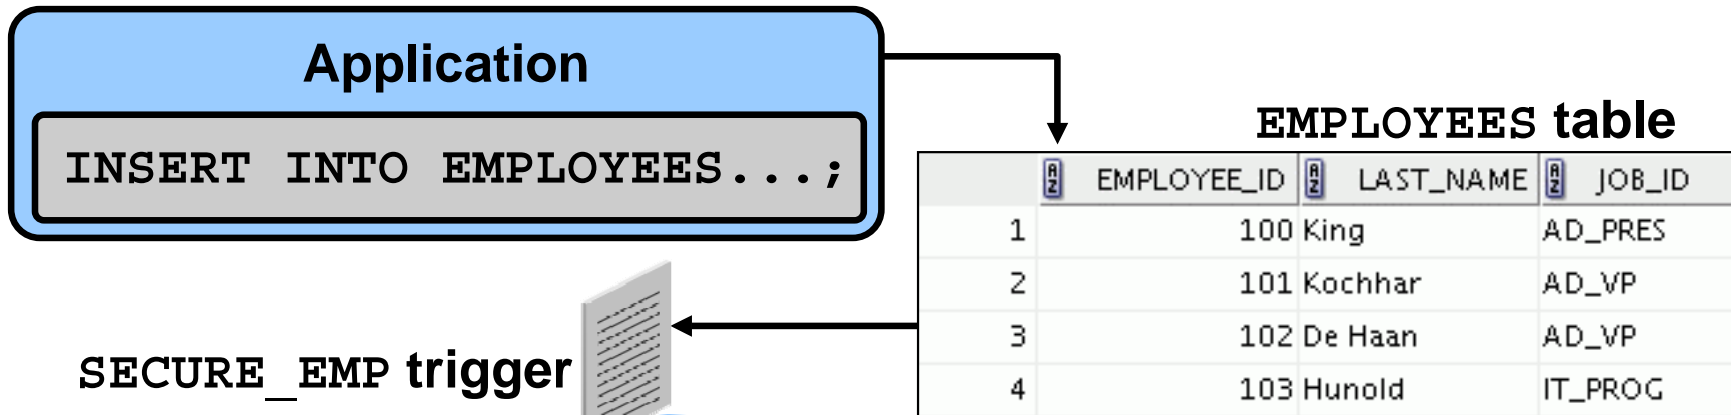 Application
INSERT INTO EMPLOYEES...;
EMPLOYEES table
EMPLOYEE_ID LAST_NAME JOB_ID
1 100 King AD_PRES
2 101 Kochhar AD_VP
3 102 De Haan AD_VP
4 103 Hunold IT_PROG
SECURE_EMP trigger